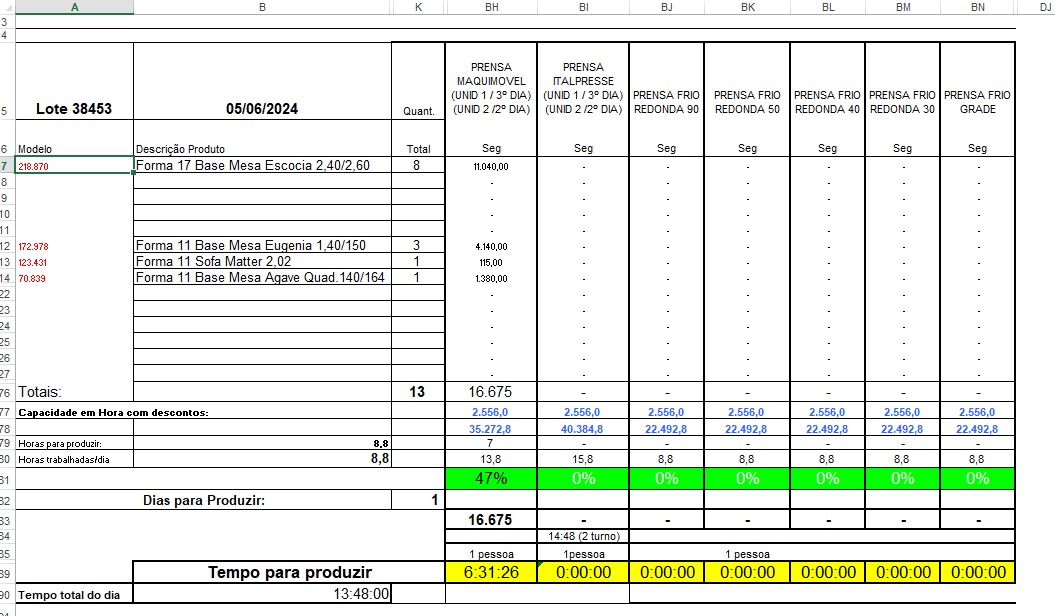 A B K BH BI BJ BK BL BM BN DJ
3
4
PRENSA MAQUIMOVEL (UNID 1 / 3º DIA) (UNID 2 /2º DIA)
PRENSA ITALPRESSE (UNID 1 / 3º DIA) (UNID 2 /2º DIA)
PRENSA FRIO REDONDA 90
PRENSA FRIO REDONDA 50
PRENSA FRIO REDONDA 40
PRENSA FRIO REDONDA 30
PRENSA FRIO GRADE
5 Lote 38453 05/06/2024 Quant.
6 Modelo Descrição Produto Total Seg Seg Seg Seg Seg Seg Seg
7 218.870 Forma 17 Base Mesa Escocia 2,40/2,60 8 11.040,00 - - - - - -
8 - - - - - - -
9 - - - - - - -
10 - - - - - - -
11 - - - - - - -
12 172.978 Forma 11 Base Mesa Eugenia 1,40/150 3 4.140,00 - - - - - -
13 123.431 Forma 11 Sofa Matter 2,02 1 115,00 - - - - - -
14 70.839 Forma 11 Base Mesa Agave Quad.140/164 1 1.380,00 - - - - - -
22 - - - - - - -
23 - - - - - - -
24 - - - - - - -
25 - - - - - - -
26 - - - - - - -
27 - - - - - - -
76 Totais: 13 16.675 - - - - - -
77 Capacidade em Hora com descontos: 2.556,0 2.556,0 2.556,0 2.556,0 2.556,0 2.556,0 2.556,0
78 35.272,8 40.384,8 22.492,8 22.492,8 22.492,8 22.492,8 22.492,8
79 Horas para produzir: 8,8 7 - - - - - -
80 Horas trabalhadas/dia 8,8 13,8 15,8 8,8 8,8 8,8 8,8 8,8
81 47% 0% 0% 0% 0% 0% 0%
82 Dias para Produzir: 1
83 16.675 - - - - - -
84 14:48 (2 turno)
85 1 pessoa 1pessoa 1 pessoa
89 Tempo para produzir 6:31:26 0:00:00 0:00:00 0:00:00 0:00:00 0:00:00 0:00:00
90 Tempo total do dia 13:48:00